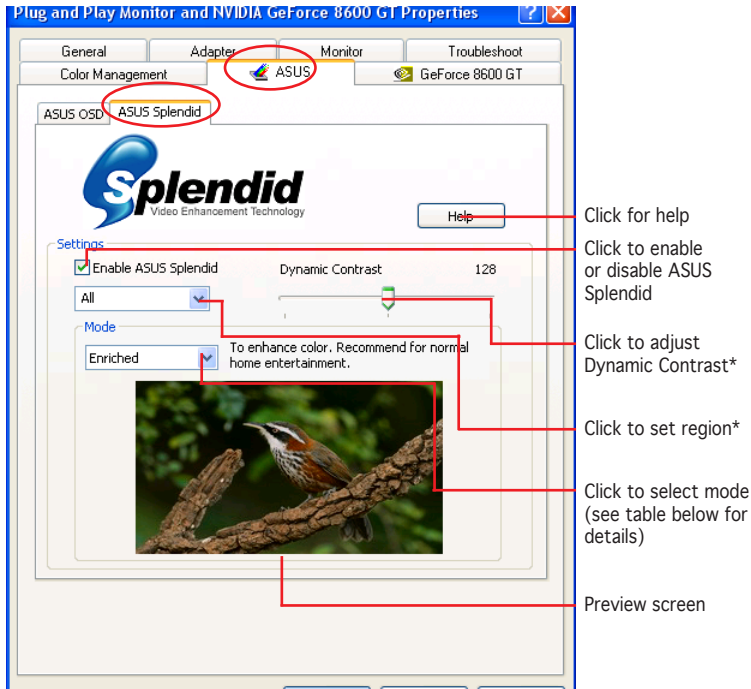 Plug and Play Monitor and NVIDIA GeForce 8600 GT Properties
General Adapter Monitor Troubleshoot
Color Management ASUS GeForce 8600 GT
ASUS OSD ASUS Splendid
Splendid
Video Enhancement Technology
Help
Settings
Enable ASUS Splendid Dynamic Contrast 128
All
Mode
Enriched
To enhance color. Recommend for normal
home entertainment.
Click for help
Click to enable
or disable ASUS
Splendid
Click to adjust
Dynamic Contrast*
Click to set region*
Click to select mode
(see table below for
details)
Preview screen